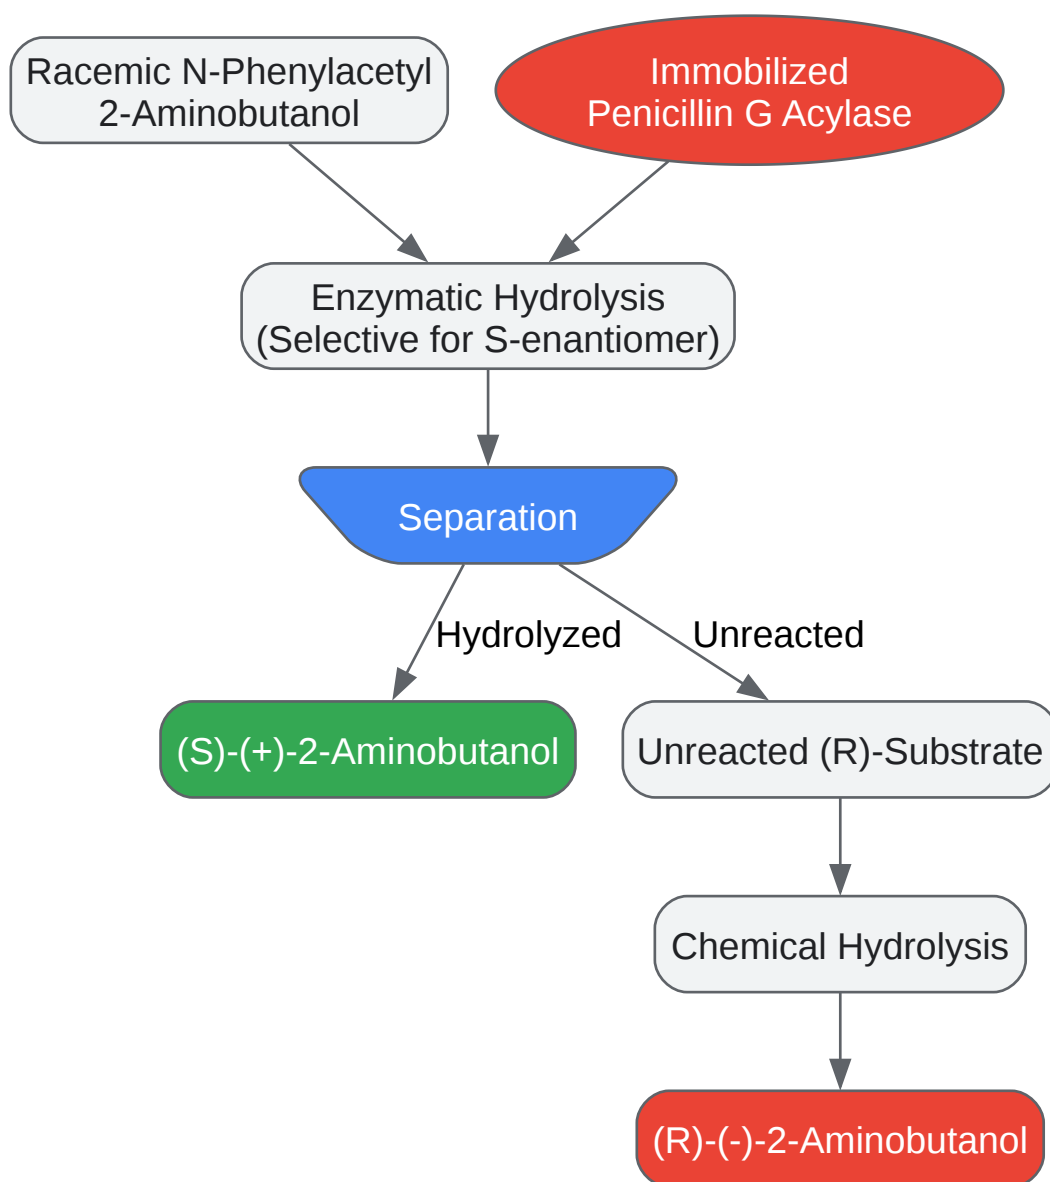 Racemic N-Phenylacetyl
2-Aminobutanol
Immobilized
Penicillin G Acylase
Enzymatic Hydrolysis
(Selective for S-enantiomer)
Separation
Hydrolyzed
Unreacted
(S)-(+)-2-Aminobutanol
Unreacted (R)-Substrate
Chemical Hydrolysis
(R)-(-)-2-Aminobutanol